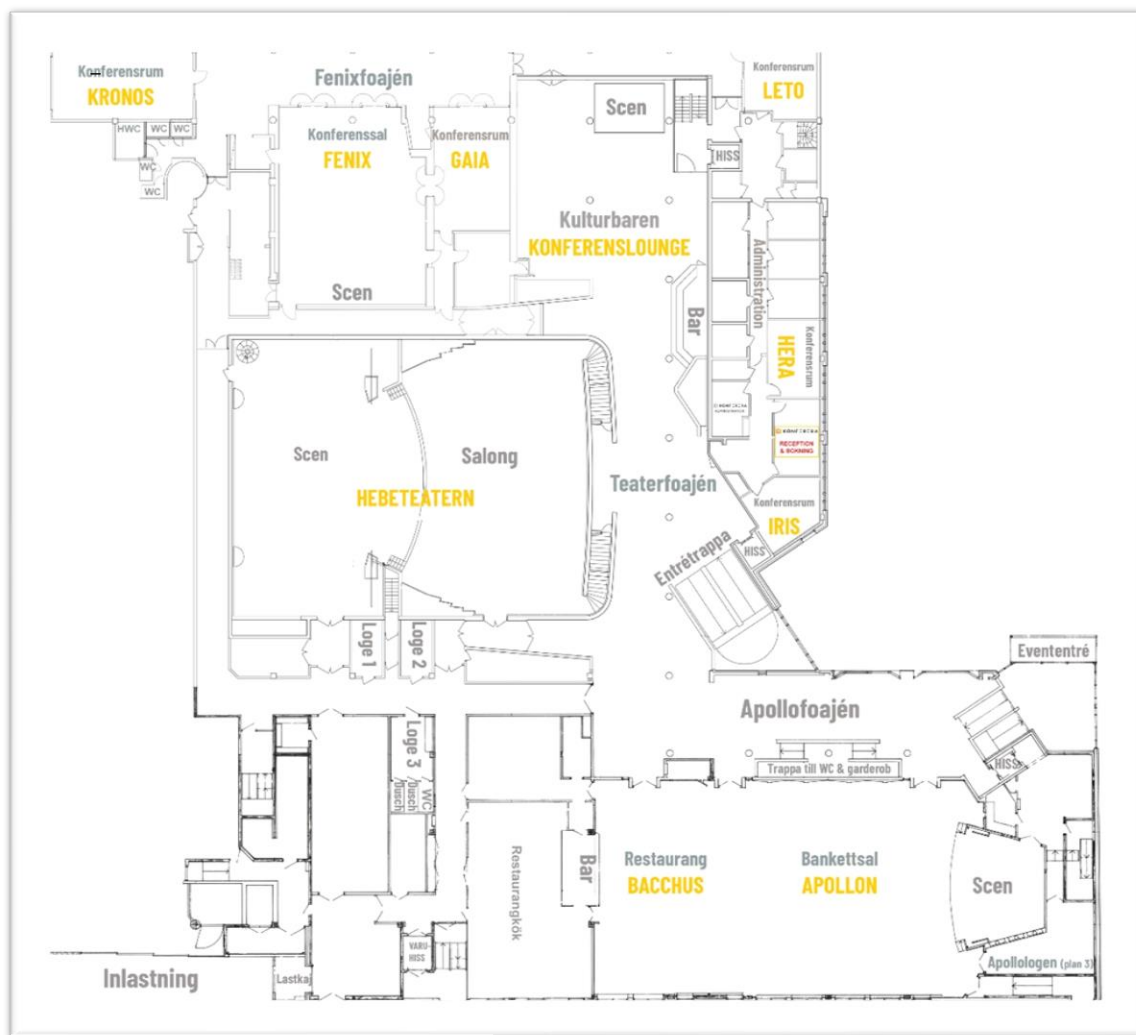 Konferensrum
KRONOS
Fenixfoajén
Konferensrum
LETO
HWC
WC
WC
WC
WC
Konferenssal
FENIX
Konferensrum
GAIA
Scen
HISS
Kulturbaren
KONFERENSLOUNGE
Scen
Bar
Administration
HERA
Konferensrum
Scen
Salong
HEBETEATERN
RECEPTION
& BOKNING
Teaterfoajén
Konferensrum
IRIS
HISS
Entrétrappa
Loge 1
Loge 2
Evententré
Apollofoajén
Loge 3
Dusch
Dusch
WC
HISS
Trappa till WC & garderob
Restaurangkök
Bar
Restaurang
BACCHUS
Bankettsal
APOLLON
Scen
Inlastning
Lastkaj
VARU-
HISS
Apollologen (plan 3)